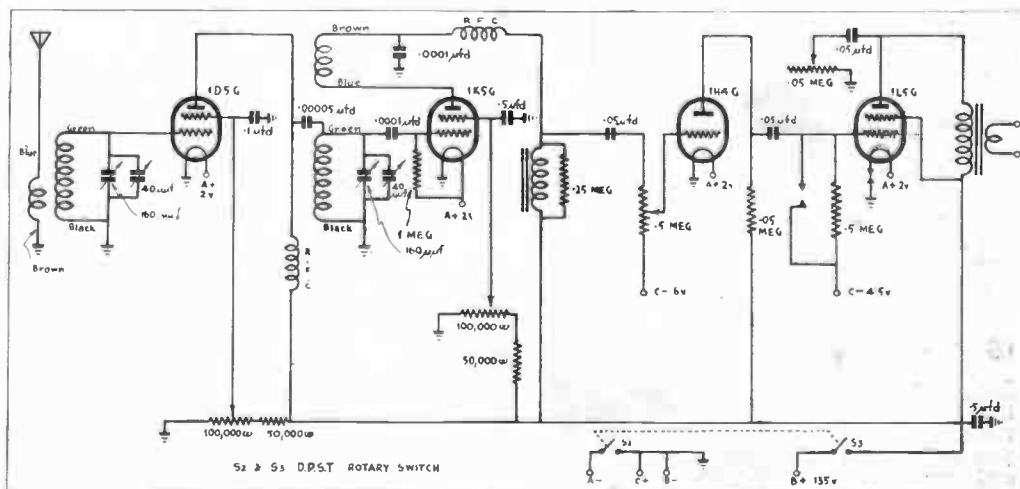 R F C
Brown
.0001 µfd
Blue
1D5G
1K5G
1H4G
1L5G
.05 µfd
.05 MEG
.00005 µfd
.0001 µfd
.5 µfd
.1 µfd
Green
Green
.05 µfd
.05 µfd
Blue
40 µµf
A+
2v
40 µµf
A+ 2v
.25 MEG
A+ 2v
A+ 2v
160 µµf
Black
Black
1 MEG
160 µµf
.5 MEG
.05
MEG
.5 MEG
Brown
R.F.C.
C-6v
C-4.5v
100,000 ω
50,000 ω
100,000 ω
50,000 ω
.5 µfd
S2 & S3 D.P.S.T ROTARY SWITCH
S2
S3
A-
C+
B-
B+ 135v